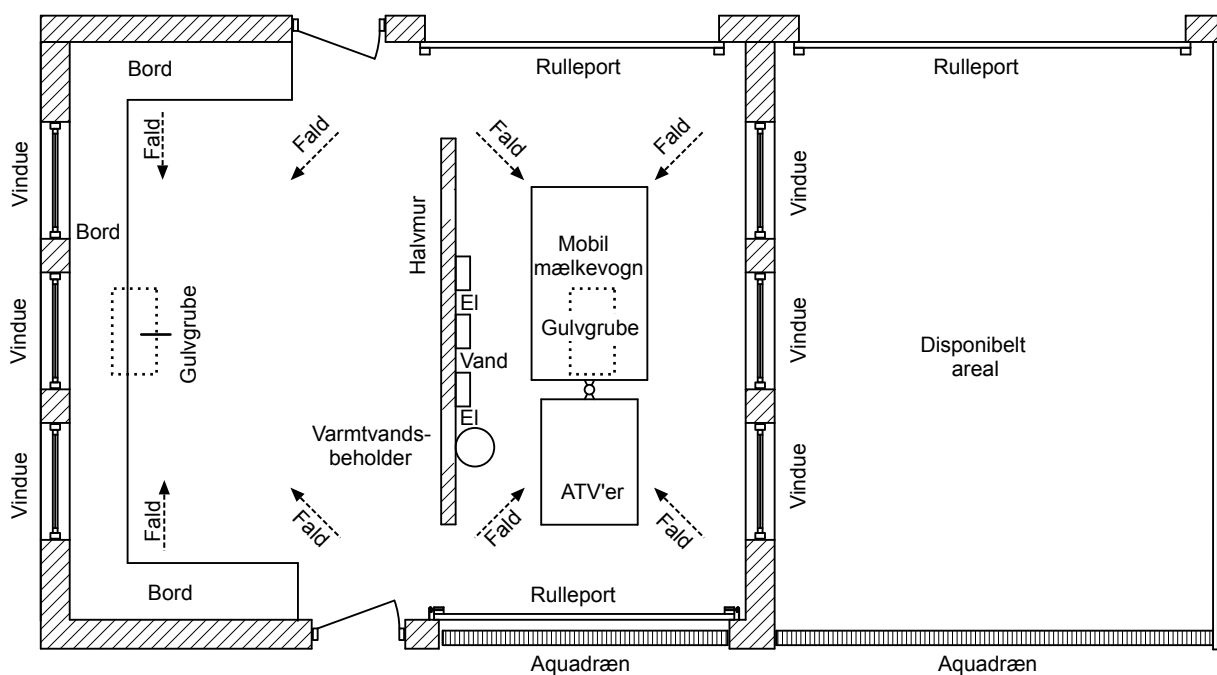 Bord
Rulleport
Rulleport
Fald
Fald
Fald
Fald
Vindue
Vindue
Bord
Halvmur
Mobil
mælkevogn
El
Vindue
Gulvgrube
Gulvgrube
Vindue
Disponibelt
areal
Vand
El
Varmtvands-
beholder
Vindue
ATV'er
Vindue
Fald
Fald
Fald
Fald
Bord
Rulleport
Aquadræn
Aquadræn